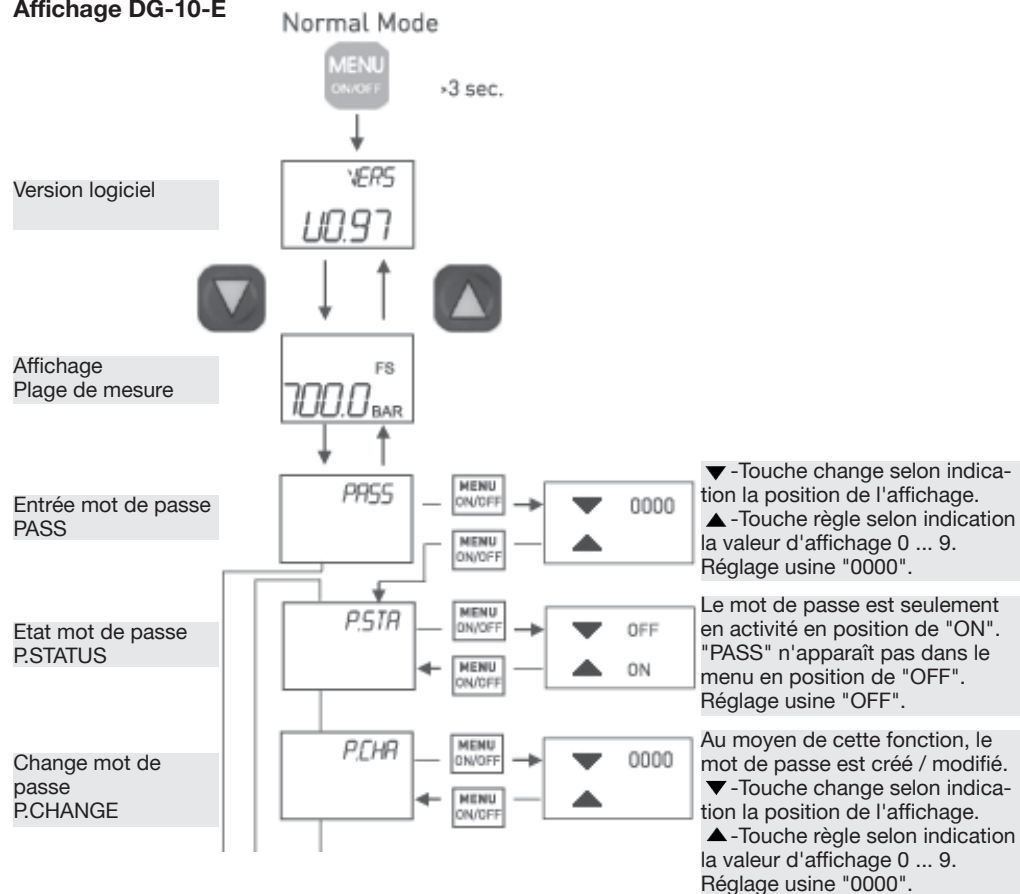 Affichage DG-10-E
Normal Mode
MENU
ON/OFF
>3 sec.
Version logiciel
VERS
U0.97
Affichage
Plage de mesure
FS
700.0 BAR
Entrée mot de passe
PASS
PASS
MENU
ON/OFF
MENU
ON/OFF
▼ 0000
▲
▼ -Touche change selon indica-
tion la position de l'affichage.
▲ -Touche règle selon indication
la valeur d'affichage 0 ... 9.
Réglage usine "0000".
Etat mot de passe
P.STATUS
P.STA
MENU
ON/OFF
MENU
ON/OFF
▼ OFF
▲ ON
Le mot de passe est seulement
en activité en position de "ON".
"PASS" n'apparaît pas dans le
menu en position de "OFF".
Réglage usine "OFF".
Change mot de
passe
P.CHANGE
P.CHA
MENU
ON/OFF
MENU
ON/OFF
▼ 0000
▲
Au moyen de cette fonction, le
mot de passe est créé / modifié.
▼ -Touche change selon indica-
tion la position de l'affichage.
▲ -Touche règle selon indication
la valeur d'affichage 0 ... 9.
Réglage usine "0000".